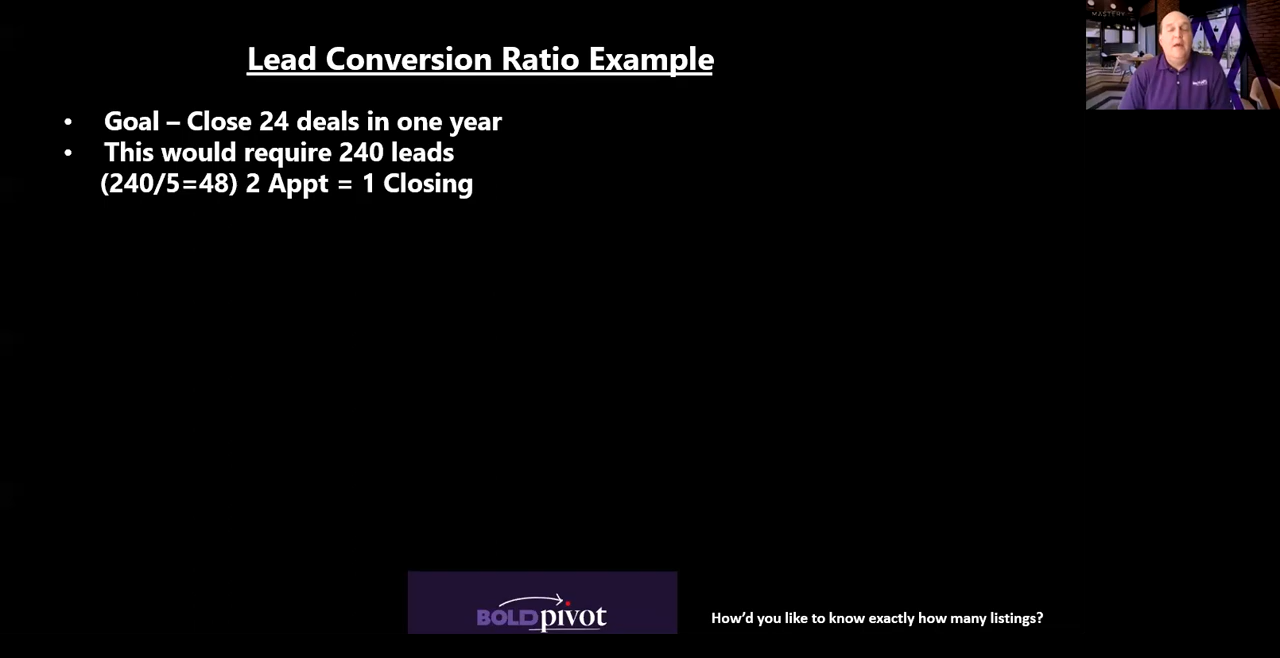 MASTERY
Lead Conversion Ratio Example
• Goal – Close 24 deals in one year
• This would require 240 leads
(240/5=48) 2 Appt = 1 Closing
BOLDpivot
How'd you like to know exactly how many listings?